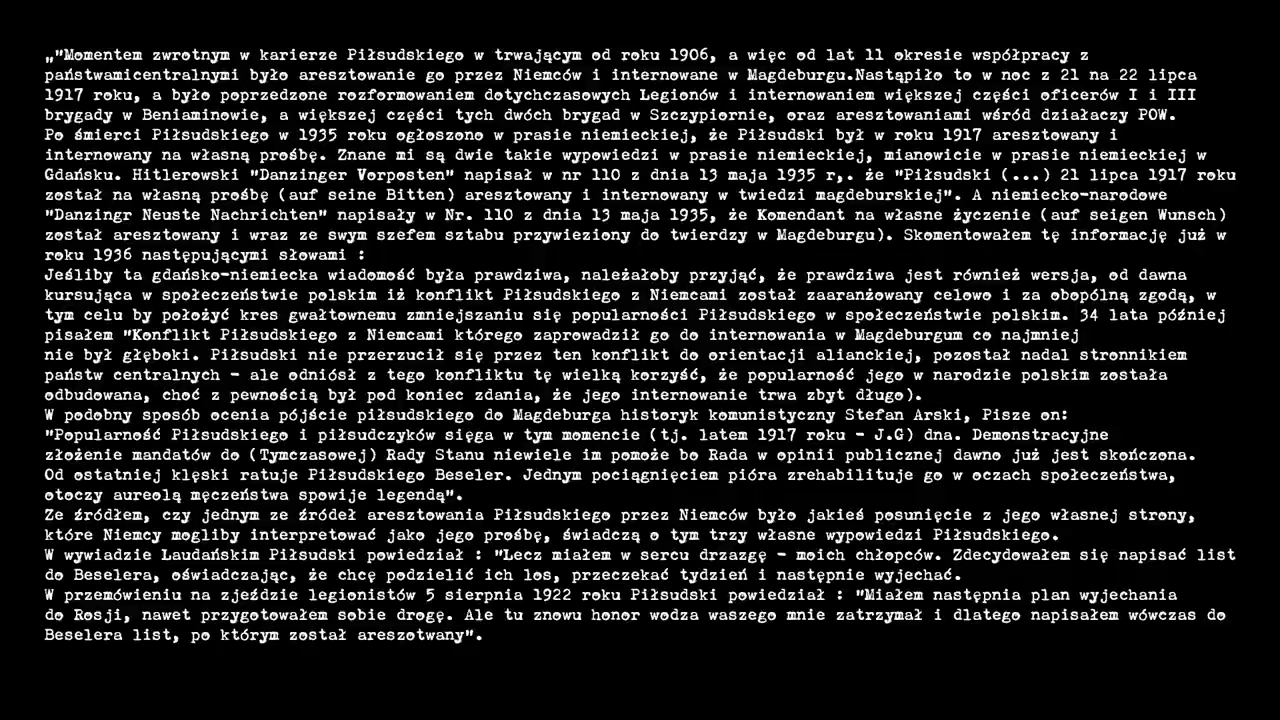 „"Momentem zwrotnym w karierze Piłsudskiego w trwającym od roku 1906, a więc od lat 11 okresie współpracy z
państwamicentralnymi było aresztowanie go przez Niemców i internowane w Magdeburgu.Nastąpiło to w noc z 21 na 22 lipca
1917 roku, a było poprzedzone rozformowaniem dotychczasowych Legionów i internowaniem większej części oficerów I i III
brygady w Beniaminowie, a większej części tych dwóch brygad w Szczypiornie, oraz aresztowaniami wśród działaczy POW.
Po śmierci Piłsudskiego w 1935 roku ogłoszono w prasie niemieckiej, że Piłsudski był w roku 1917 aresztowany i
internowany na własną prośbę. Znane mi są dwie takie wypowiedzi w prasie niemieckiej, mianowicie w prasie niemieckiej w
Gdańsku. Hitlerowski "Danzinger Vorposten" napisał w nr 110 z dnia 13 maja 1935 r,. że "Piłsudski (...) 21 lipca 1917 roku
został na własną prośbę (auf seine Bitten) aresztowany i internowany w twiedzi magdeburskiej". A niemiecko-narodowe
"Danzingr Neuste Nachrichten" napisały w Nr. 110 z dnia 13 maja 1935, że Komendant na własne życzenie (auf seigen Wunsch)
został aresztowany i wraz ze swym szefem sztabu przywieziony do twierdzy w Magdeburgu). Skomentowałem tę informację już w
roku 1936 następującymi słowami :
Jeśliby ta gdańsko-niemiecka wiadomość była prawdziwa, należałoby przyjąć, że prawdziwa jest również wersja, od dawna
kursująca w społeczeństwie polskim iż konflikt Piłsudskiego z Niemcami został zaaranżowany celowo i za obopólną zgodą, w
tym celu by położyć kres gwałtownemu zmniejszaniu się popularności Piłsudskiego w społeczeństwie polskim. 34 lata później
pisałem "Konflikt Piłsudskiego z Niemcami którego zaprowadził go do internowania w Magdeburgum co najmniej
nie był głęboki. Piłsudski nie przerzucił się przez ten konflikt do orientacji alianckiej, pozostał nadal stronnikiem
państw centralnych - ale odniósł z tego konfliktu tę wielką korzyść, że popularność jego w narodzie polskim została
odbudowana, choć z pewnością był pod koniec zdania, że jego internowanie trwa zbyt długo).
W podobny sposób ocenia pójście piłsudskiego do Magdeburga historyk komunistyczny Stefan Arski, Pisze on:
"Popularność Piłsudskiego i piłsudczyków sięga w tym momencie (tj. latem 1917 roku - J.G) dna. Demonstracyjne
złożenie mandatów do (Tymczasowej) Rady Stanu niewiele im pomoże bo Rada w opinii publicznej dawno już jest skończona.
Od ostatniej klęski ratuje Piłsudskiego Beseler. Jednym pociągnięciem pióra zrehabilituje go w oczach społeczeństwa,
otoczy aureolą męczeństwa spowije legendą".
Ze źródłem, czy jednym ze źródeł aresztowania Piłsudskiego przez Niemców było jakieś posunięcie z jego własnej strony,
które Niemcy mogliby interpretować jako jego prośbę, świadczą o tym trzy własne wypowiedzi Piłsudskiego.
W wywiadzie Laudańskim Piłsudski powiedział : "Lecz miałem w sercu drzazgę - moich chłopców. Zdecydowałem się napisać list
do Beselera, oświadczając, że chcę podzielić ich los, przeczekać tydzień i następnie wyjechać.
W przemówieniu na zjeździe legionistów 5 sierpnia 1922 roku Piłsudski powiedział : "Miałem następnia plan wyjechania
do Rosji, nawet przygotowałem sobie drogę. Ale tu znowu honor wodza waszego mnie zatrzymał i dlatego napisałem wówczas do
Beselera list, po którym został areszotwany".